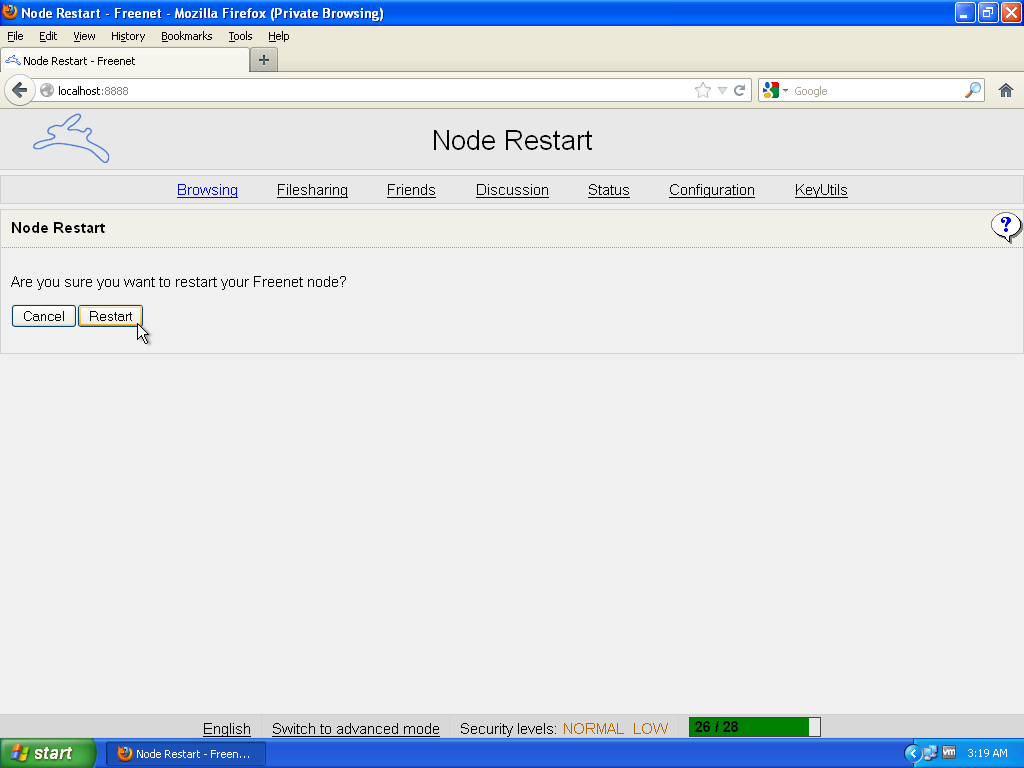 Node Restart - Freenet - Mozilla Firefox (Private Browsing)
File Edit View History Bookmarks Tools Help
Node Restart - Freenet
localhost:8888
Google
Node Restart
Browsing Filesharing Friends Discussion Status Configuration KeyUtils
Node Restart
?
Are you sure you want to restart your Freenet node?
Cancel Restart
English Switch to advanced mode Security levels: NORMAL LOW 26 / 28
start Node Restart - Freen... vm 3:19 AM